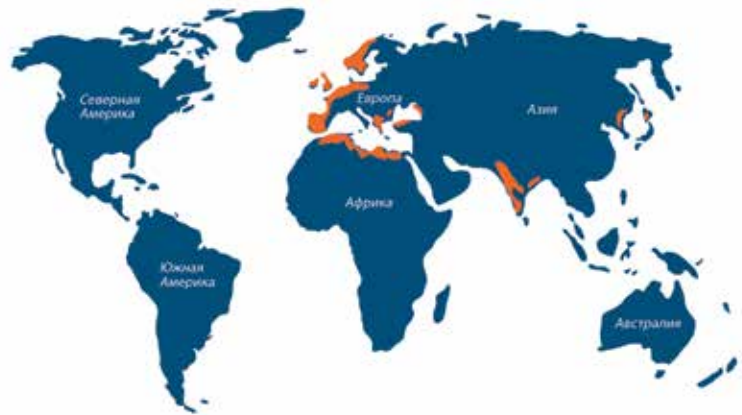 Северная
Америка
Европа
Азия
Африка
Южная
Америка
Австралия